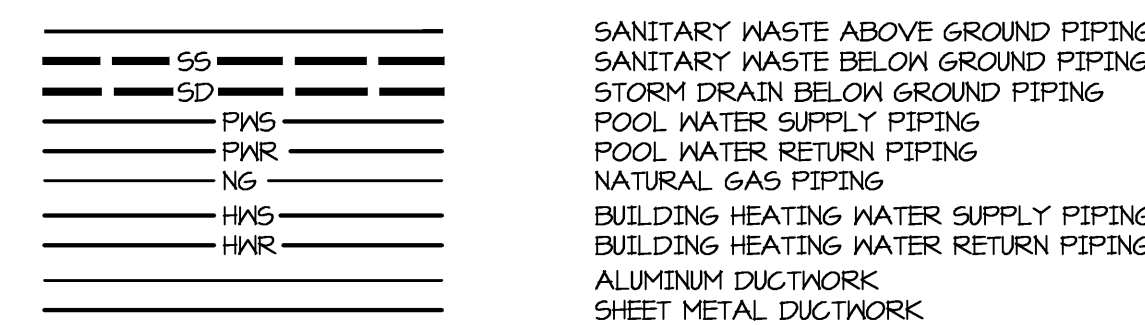 SANITARY WASTE ABOVE GROUND PIPING
SS SANITARY WASTE BELOW GROUND PIPING
SD STORM DRAIN BELOW GROUND PIPING
PWS POOL WATER SUPPLY PIPING
PWR POOL WATER RETURN PIPING
NG NATURAL GAS PIPING
HWS BUILDING HEATING WATER SUPPLY PIPING
HWR BUILDING HEATING WATER RETURN PIPING
ALUMINUM DUCTWORK
SHEET METAL DUCTWORK